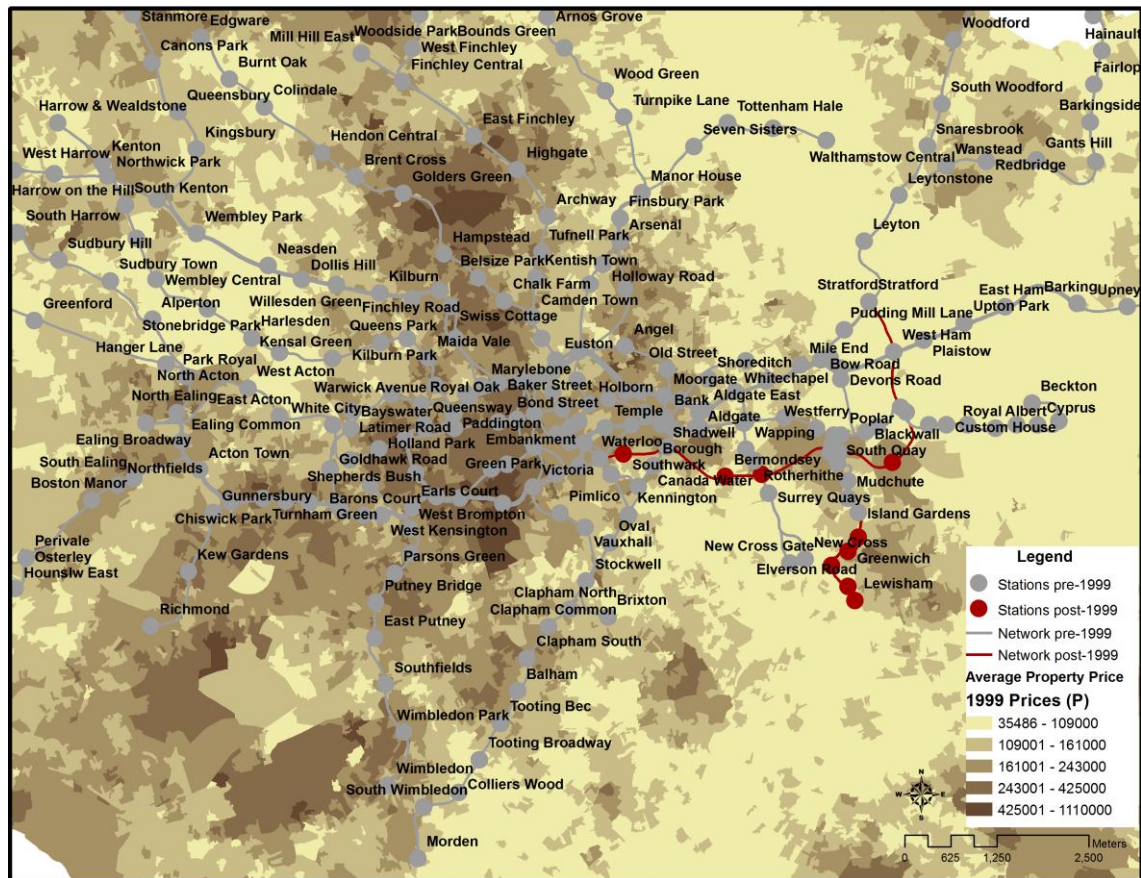 Stanmore
Edgware
Woodside Park
Bounds Green
Arnos Grove
Woodford
Hainault
Canons Park
Mill Hill East
West Finchley
Burnt Oak
Finchley Central
Fairlop
Queensbury
Colindale
Wood Green
South Woodford
Harrow & Wealdstone
Turnpike Lane
Tottenham Hale
Barkingside
Kingsbury
Hendon Central
East Finchley
Seven Sisters
Snaresbrook
Gants Hill
Kenton
Wanstead
West Harrow
Northwick Park
Brent Cross
Highgate
Walthamstow Central
Redbridge
Golders Green
Manor House
Leytonstone
Harrow on the Hill
South Kenton
Archway
Finsbury Park
South Harrow
Wembley Park
Arsenal
Leyton
Sudbury Hill
Neasden
Hampstead
Tufnell Park
Sudbury Town
Dollis Hill
Belsize Park
Kentish Town
Wembley Central
Kilburn
Chalk Farm
Holloway Road
Greenford
Alperton
Willesden Green
Finchley Road
Camden Town
Stratford
Stratford
East Ham
Barking
Upney
Stonebridge Park
Harlesden
Queens Park
Swiss Cottage
Pudding Mill Lane
Upton Park
Hanger Lane
Kensal Green
Kilburn Park
Maida Vale
Euston
Angel
West Ham
Park Royal
West Acton
Old Street
Shoreditch
Mile End
Plaistow
North Acton
Marylebone
Bow Road
North Ealing
East Acton
Warwick Avenue
Royal Oak
Baker Street
Holborn
Moorgate
Whitechapel
Devons Road
Beckton
White City
Bayswater
Queensway
Bond Street
Bank
Aldgate East
Ealing Common
Latimer Road
Paddington
Temple
Aldgate
Westferry
Poplar
Royal Albert
Cyprus
Ealing Broadway
Holland Park
Embankment
Shadwell
Wapping
Blackwall
Custom House
Acton Town
Goldhawk Road
Waterloo
Borough
South Quay
South Ealing
Northfields
Shepherds Bush
Green Park
Victoria
Southwark
Bermondsey
Boston Manor
Gunnersbury
Barons Court
Earls Court
Pimlico
Canada Water
Rotherhithe
Mudchute
Kennington
Surrey Quays
Chiswick Park
Turnham Green
West Brompton
Island Gardens
West Kensington
Oval
Perivale
Kew Gardens
Parsons Green
Vauxhall
New Cross Gate
New Cross
Osterley
Stockwell
Greenwich
Hounslw East
Elverson Road
Putney Bridge
Clapham North
Lewisham
Richmond
East Putney
Clapham Common
Brixton
Clapham South
Southfields
Balham
Wimbledon Park
Tooting Bec
Tooting Broadway
Wimbledon
South Wimbledon
Colliers Wood
Morden
Legend
Stations pre-1999
Stations post-1999
Network pre-1999
Network post-1999
Average Property Price
1999 Prices (P)
35486 - 109000
109001 - 161000
161001 - 243000
243001 - 425000
425001 - 1110000
N
W E
S
Meters
0 625 1,250 2,500